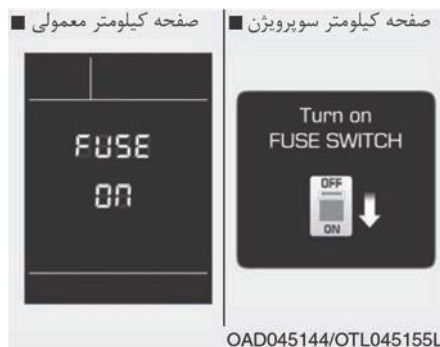 صفحه کیلومتر معمولی ■
FUSE
ON
صفحه کیلومتر سوپرویژن ■
Turn on
FUSE SWITCH
OFF
ON
OAD045144/OTL045155L